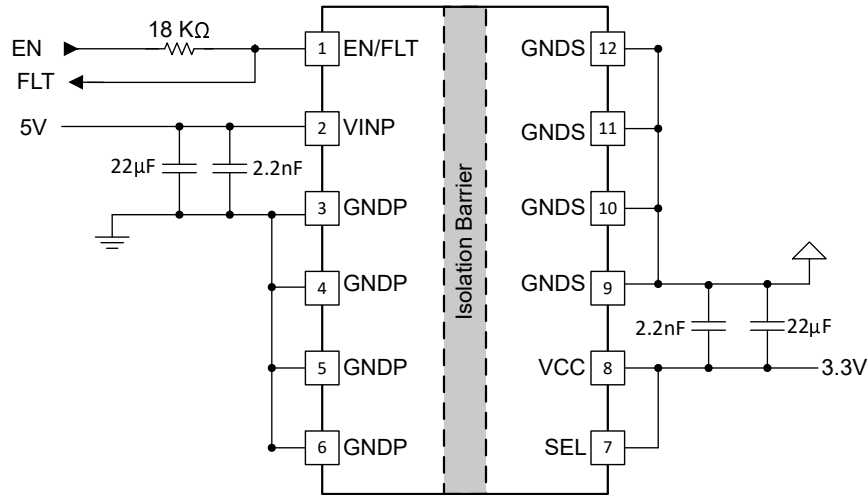 18 KΩ
EN
1
EN/FLT
FLT
5V
2
VINP
22µF
2.2nF
3
GNDP
4
GNDP
5
GNDP
6
GNDP
Isolation Barrier
GNDS
12
GNDS
11
GNDS
10
GNDS
9
2.2nF
22µF
VCC
8
3.3V
SEL
7